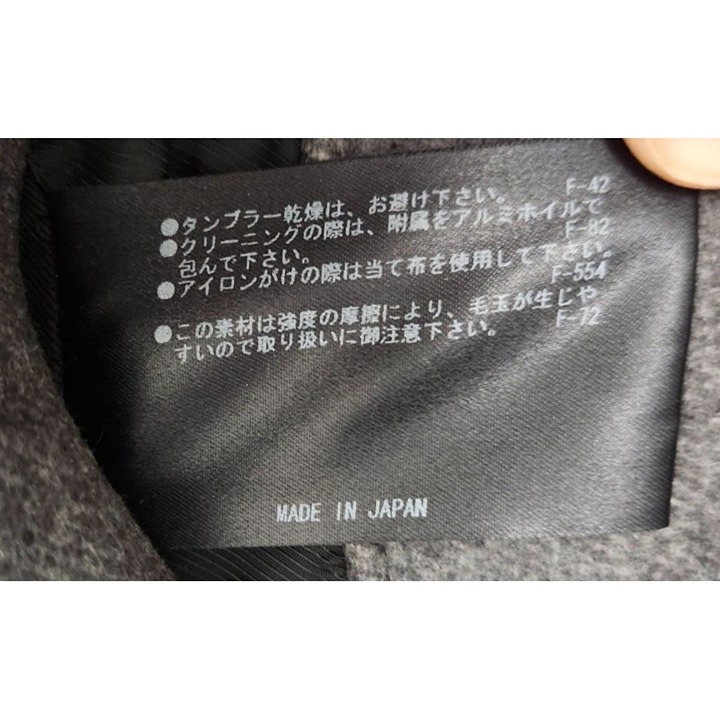 ●タンブラー乾燥は、お避け下さい。 F-42
●クリーニングの際は、附属をアルミホイルで
包んで下さい。 F-82
●アイロンがけの際は当て布を使用して下さい。
F-554
●この素材は強度の摩擦により、毛玉が生じや
すいので取り扱いに御注意下さい。 F-72
MADE IN JAPAN